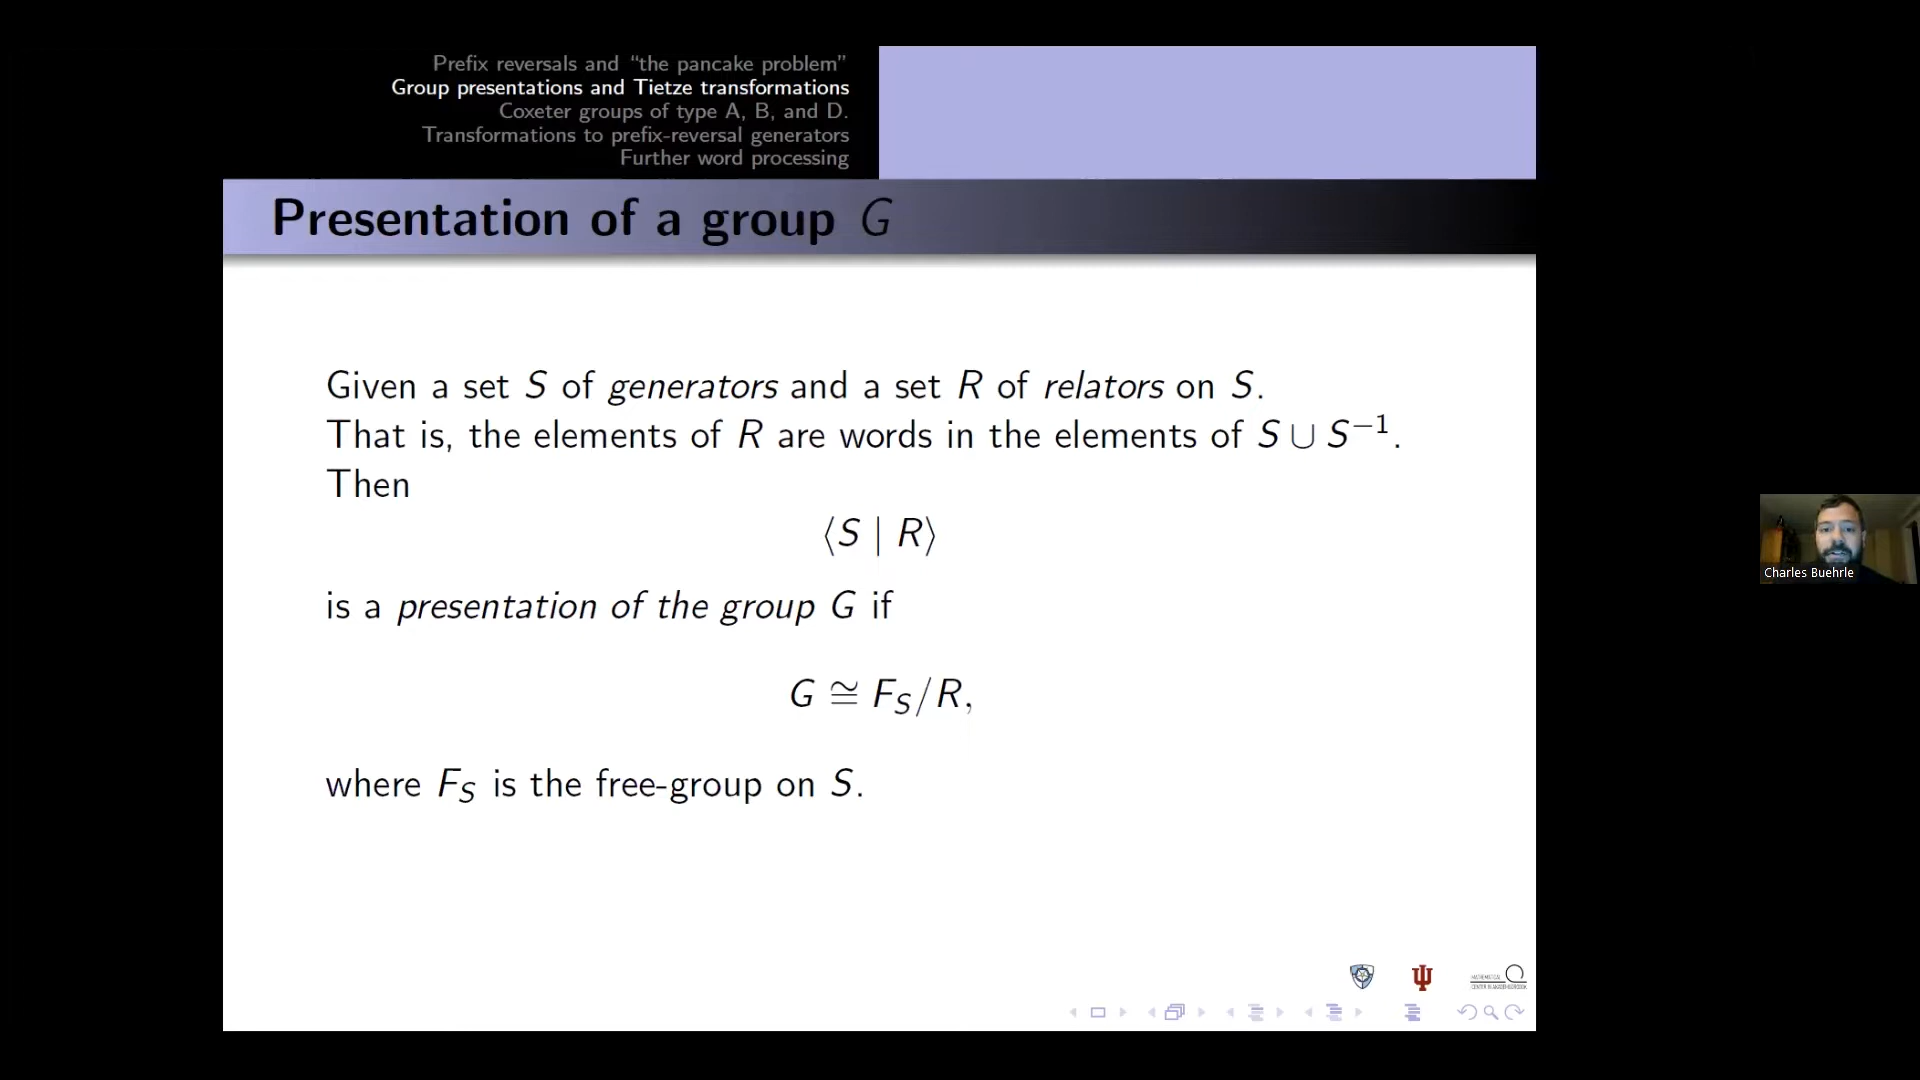 Prefix reversals and “the pancake problem”
Group presentations and Tietze transformations
Coxeter groups of type A, B, and D.
Transformations to prefix-reversal generators
Further word processing
Presentation of a group G
Given a set S of generators and a set R of relators on S.
That is, the elements of R are words in the elements of S ∪ S⁻¹.
Then
⟨S | R⟩
is a presentation of the group G if
G ≅ F_S/R,
where F_S is the free-group on S.
Charles Buehrle